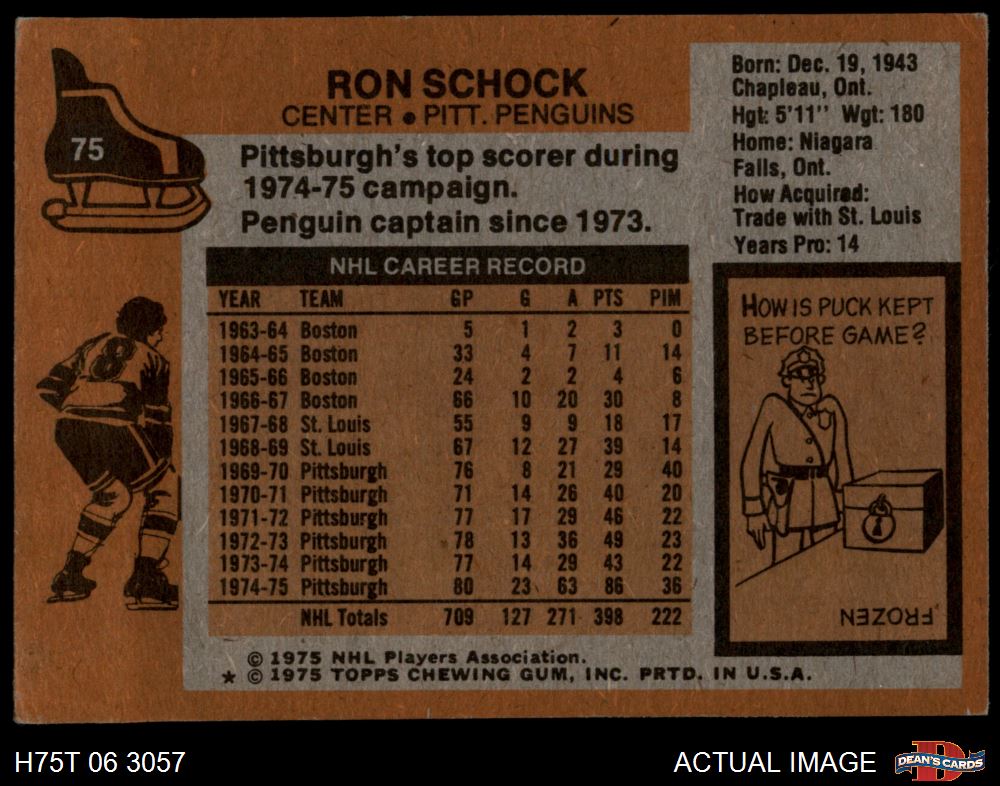 75
RON SCHOCK
CENTER • PITT. PENGUINS
Pittsburgh's top scorer during
1974-75 campaign.
Penguin captain since 1973.
Born: Dec. 19, 1943
Chapleau, Ont.
Hgt: 5'11" Wgt: 180
Home: Niagara
Falls, Ont.
How Acquired:
Trade with St. Louis
Years Pro: 14
NHL CAREER RECORD
YEAR TEAM GP G A PTS PIM
1963-64 Boston 5 1 2 3 0
1964-65 Boston 33 4 7 11 14
1965-66 Boston 24 2 2 4 6
1966-67 Boston 66 10 20 30 8
1967-68 St. Louis 55 9 9 18 17
1968-69 St. Louis 67 12 27 39 14
1969-70 Pittsburgh 76 8 21 29 40
1970-71 Pittsburgh 71 14 26 40 20
1971-72 Pittsburgh 77 17 29 46 22
1972-73 Pittsburgh 78 13 36 49 23
1973-74 Pittsburgh 77 14 29 43 22
1974-75 Pittsburgh 80 23 63 86 36
NHL Totals 709 127 271 398 222
8
HOW IS PUCK KEPT
BEFORE GAME?
FROZEN
© 1975 NHL Players Association.
★ © 1975 TOPPS CHEWING GUM, INC. PRTD. IN U.S.A.
H75T 06 3057
ACTUAL IMAGE
D
DEAN'S CARDS